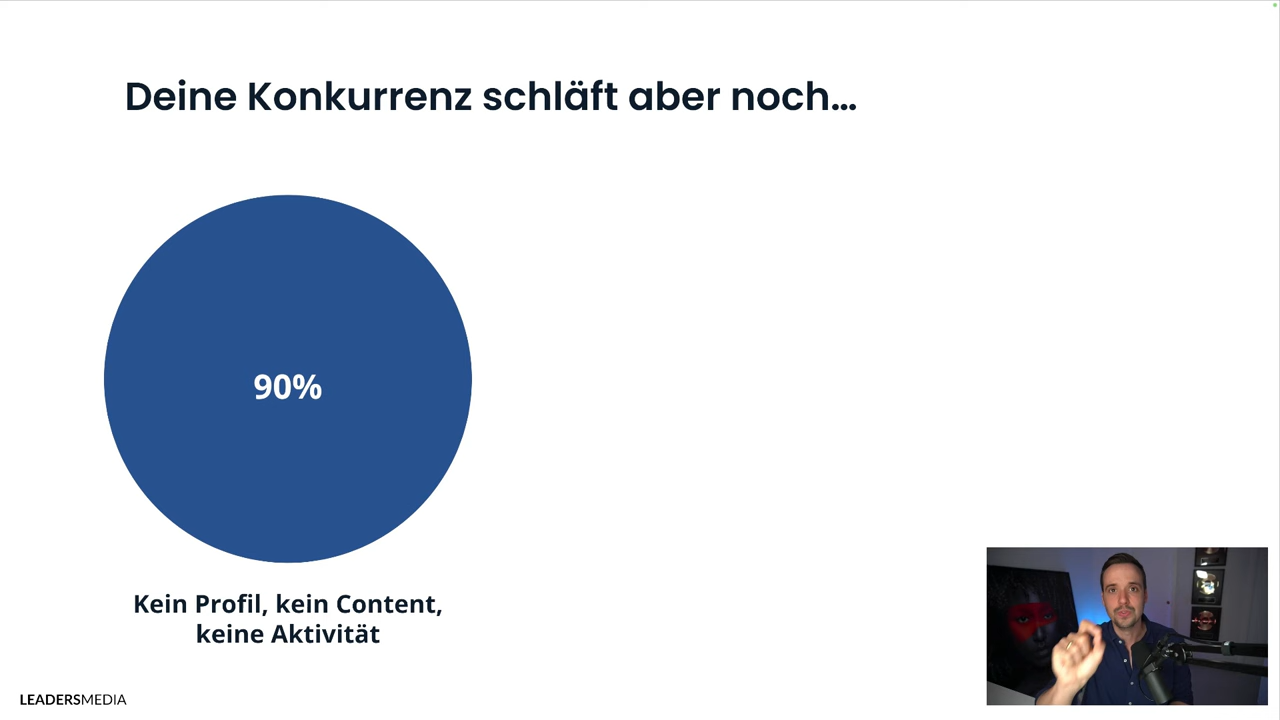 Deine Konkurrenz schläft aber noch...
90%
Kein Profil, kein Content,
keine Aktivität
LEADERSMEDIA